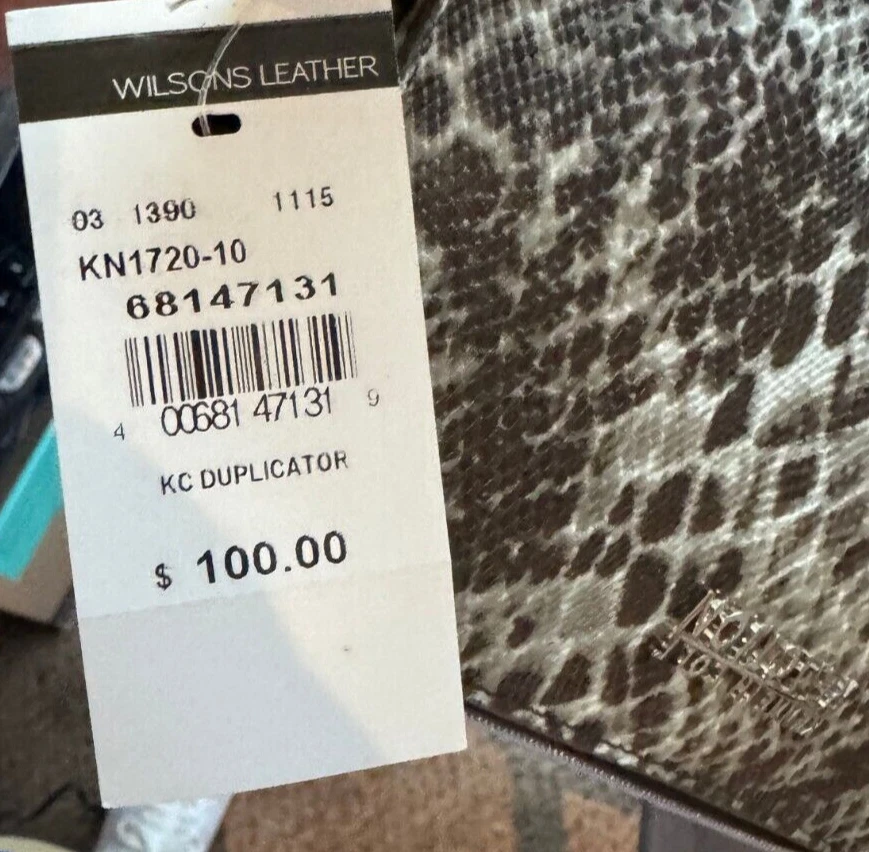 WILSONS LEATHER
03 1390 1115
KN1720-10
68147131
4 00681 47131 9
KC DUPLICATOR
$ 100.00